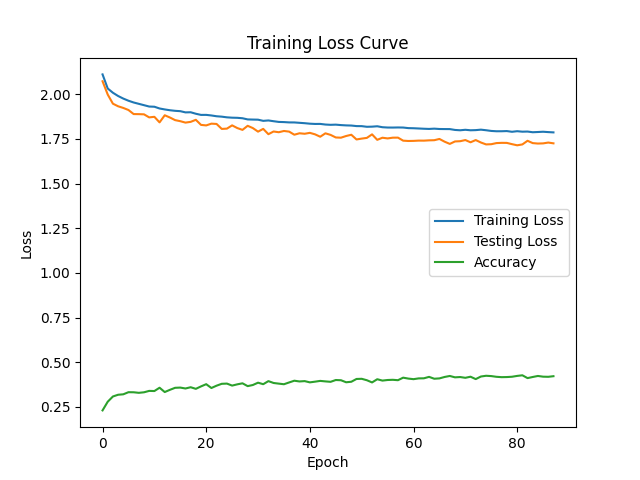 Training Loss Curve
2.00
1.75
1.50
1.25
1.00
0.75
0.50
0.25
Loss
Training Loss
Testing Loss
Accuracy
0 20 40 60 80
Epoch